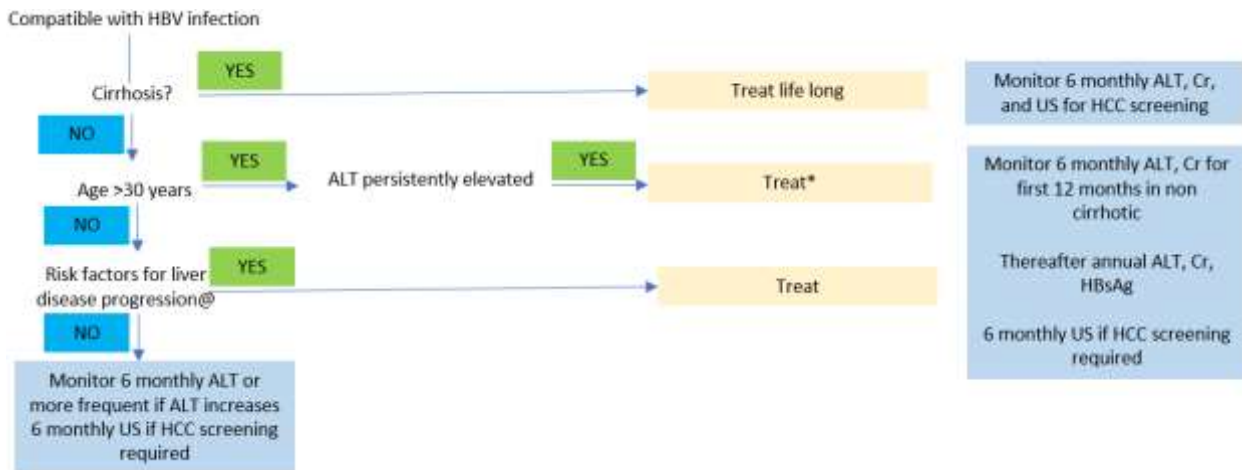 Compatible with HBV infection
YES
Cirrhosis?
Treat life long
Monitor 6 monthly ALT, Cr,
and US for HCC screening
NO
YES
YES
Age >30 years
ALT persistently elevated
Treat*
Monitor 6 monthly ALT, Cr for
first 12 months in non
cirrhotic
NO
YES
Risk factors for liver
disease progression@
Treat
Thereafter annual ALT, Cr,
HBsAg
6 monthly US if HCC screening
required
NO
Monitor 6 monthly ALT or
more frequent if ALT increases
6 monthly US if HCC screening
required